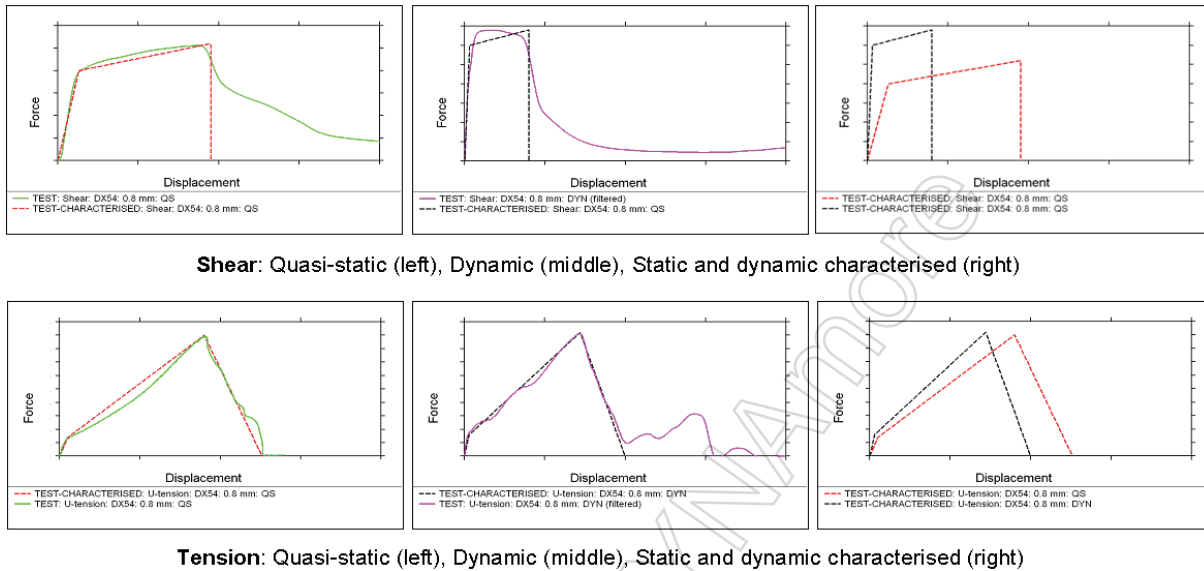 Force
Displacement
TEST: Shear: DX54: 0.8 mm: QS
TEST-CHARACTERISED: Shear: DX54: 0.8 mm: QS
Force
Displacement
TEST: Shear: DX54: 0.8 mm: DYN (filtered)
TEST-CHARACTERISED: Shear: DX54: 0.8 mm: QS
Force
Displacement
TEST-CHARACTERISED: Shear: DX54: 0.8 mm: QS
TEST-CHARACTERISED: Shear: DX54: 0.8 mm: QS
Shear: Quasi-static (left), Dynamic (middle), Static and dynamic characterised (right)
Force
Displacement
TEST-CHARACTERISED: U-tension: DX54: 0.8 mm: QS
TEST: U-tension: DX54: 0.8 mm: QS
Force
Displacement
TEST-CHARACTERISED: U-tension: DX54: 0.8 mm: DYN
TEST: U-tension: DX54: 0.8 mm: DYN (filtered)
Force
Displacement
TEST-CHARACTERISED: U-tension: DX54: 0.8 mm: QS
TEST-CHARACTERISED: U-tension: DX54: 0.8 mm: DYN
Tension: Quasi-static (left), Dynamic (middle), Static and dynamic characterised (right)
YNAmore